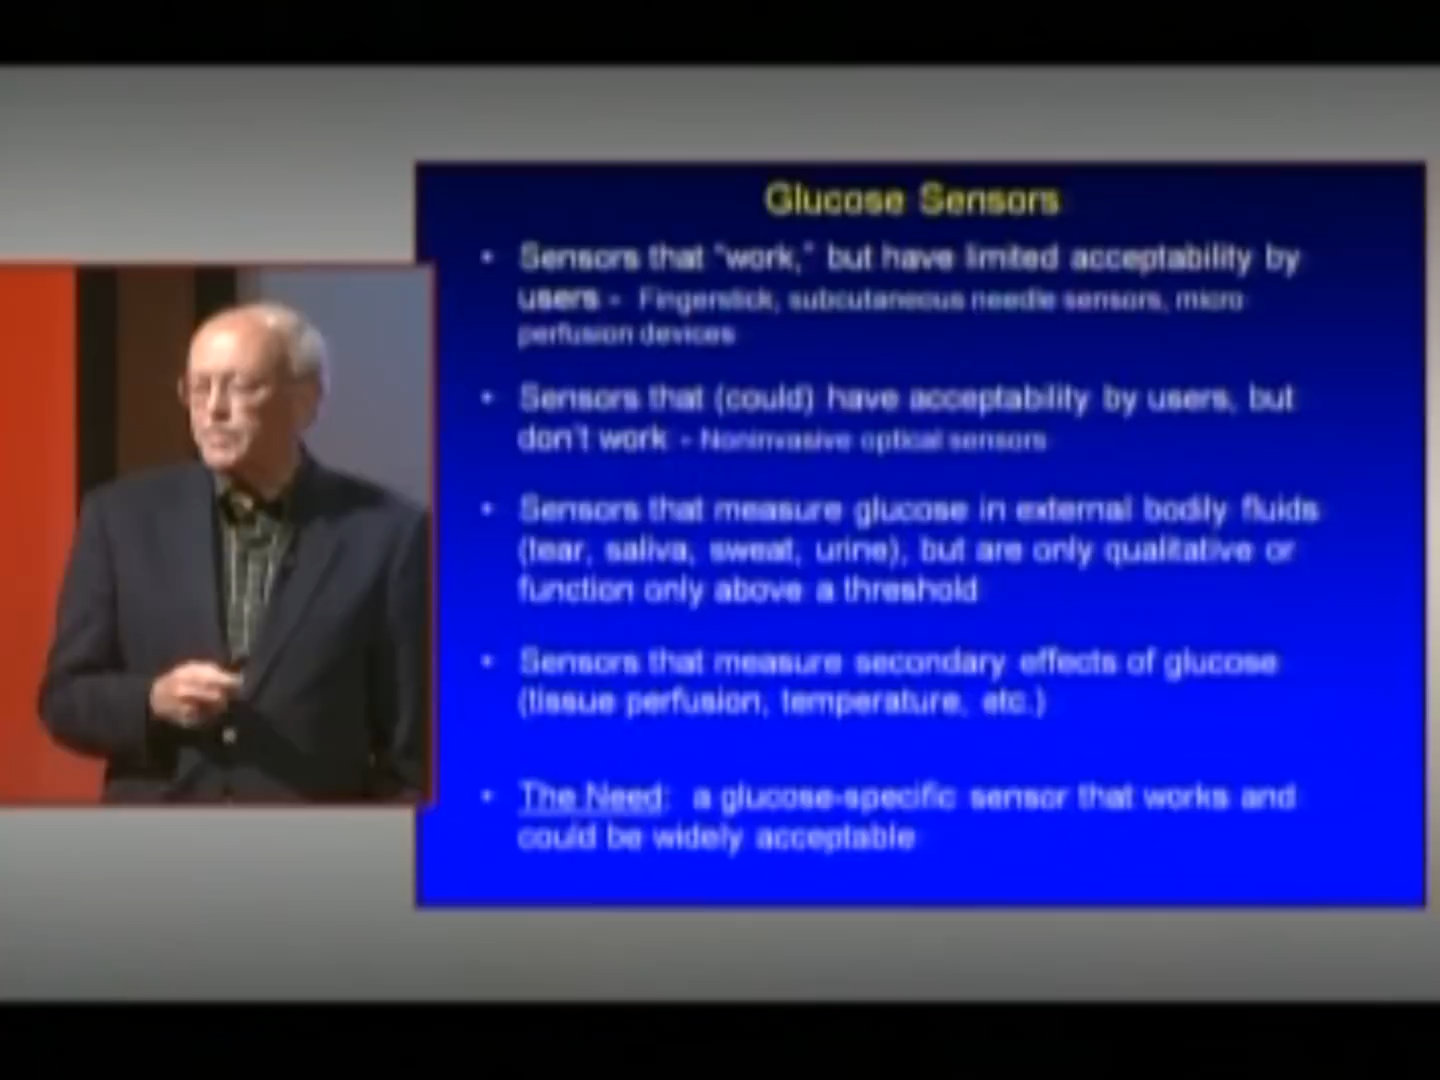 Glucose Sensors
• Sensors that "work," but have limited acceptability by
users - Fingerstick, subcutaneous needle sensors, micro
perfusion devices
• Sensors that (could) have acceptability by users, but
don't work - Noninvasive optical sensors
• Sensors that measure glucose in external bodily fluids
(tear, saliva, sweat, urine), but are only qualitative or
function only above a threshold
• Sensors that measure secondary effects of glucose
(tissue perfusion, temperature, etc.)
• The Need: a glucose-specific sensor that works and
could be widely acceptable